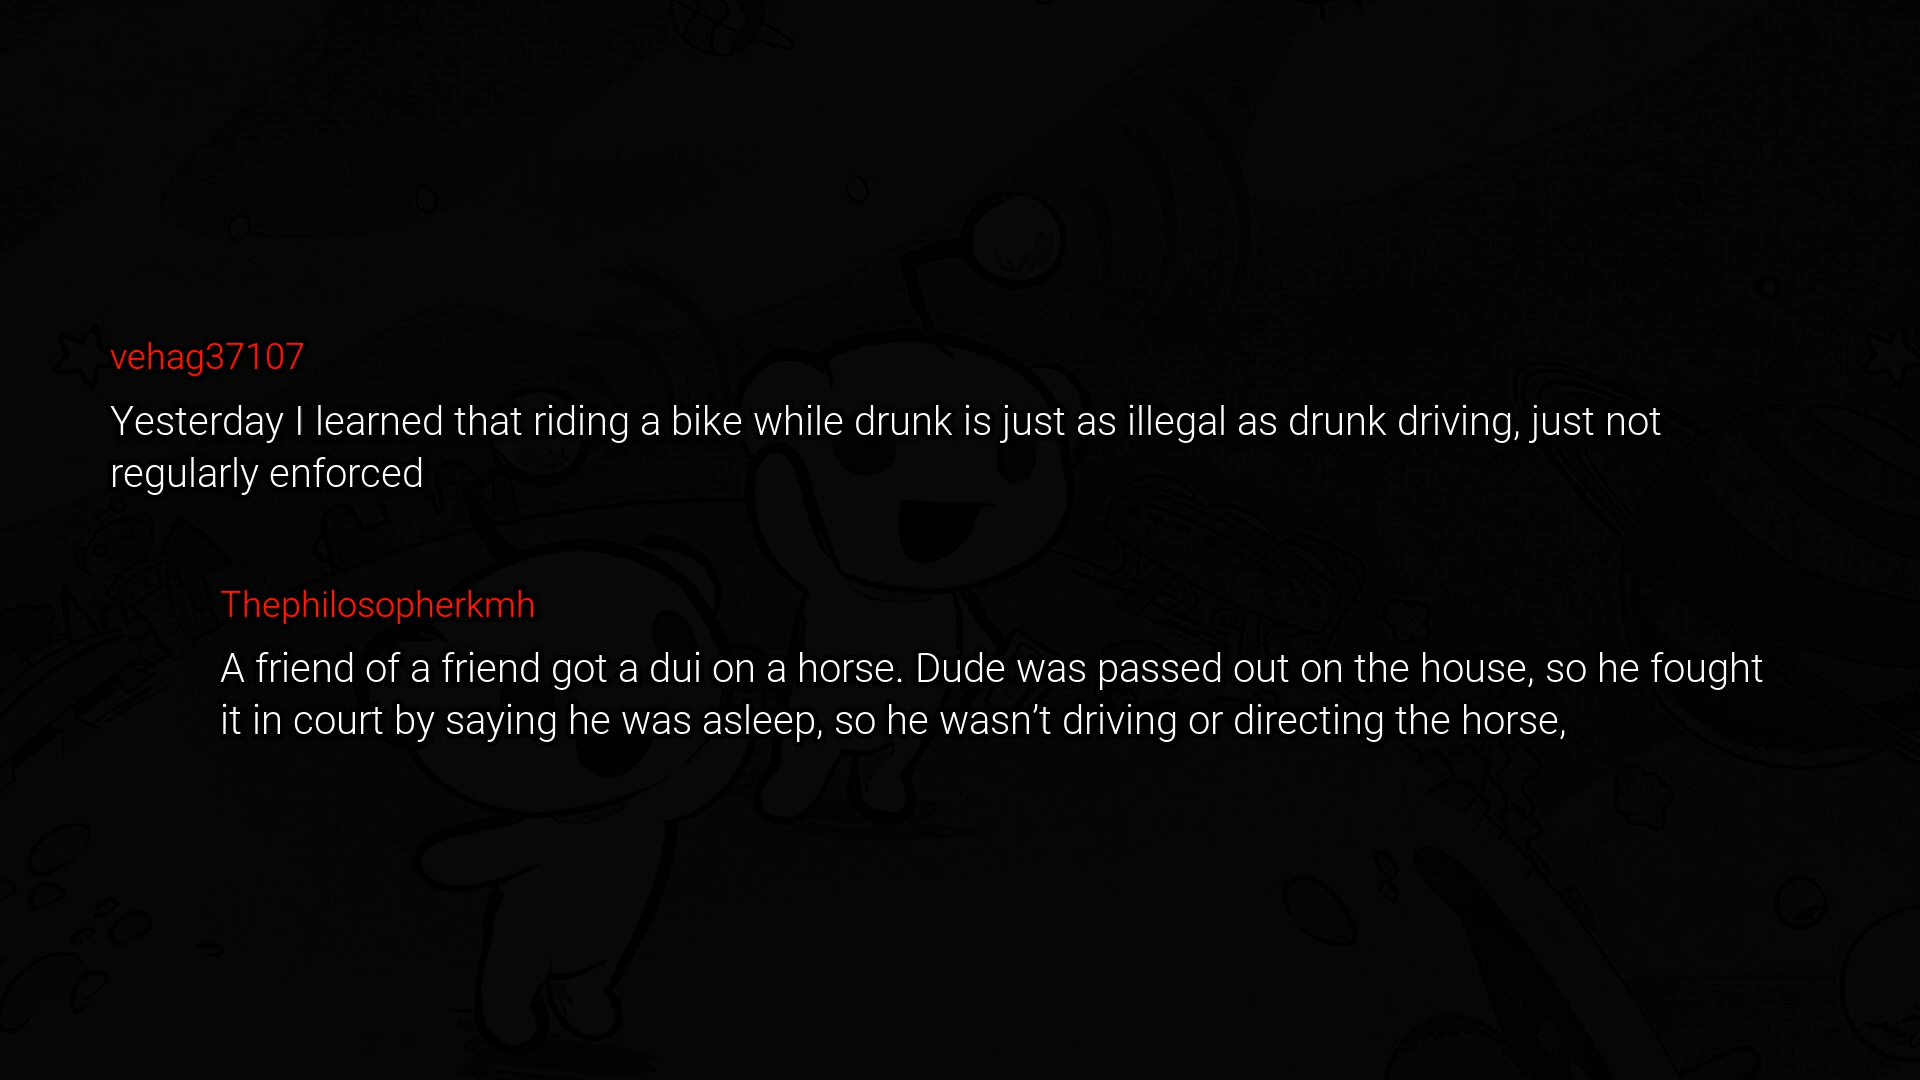 vehag37107
Yesterday I learned that riding a bike while drunk is just as illegal as drunk driving, just not
regularly enforced
Thephilosopherkmh
A friend of a friend got a dui on a horse. Dude was passed out on the house, so he fought
it in court by saying he was asleep, so he wasn’t driving or directing the horse,